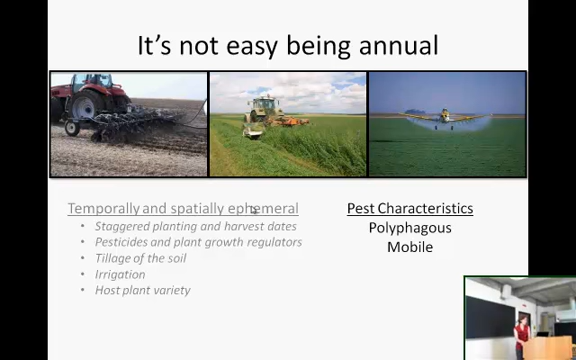 It's not easy being annual
Temporally and spatially ephemeral
Staggered planting and harvest dates
Pesticides and plant growth regulators
Tillage of the soil
Irrigation
Host plant variety
Pest Characteristics
Polyphagous
Mobile